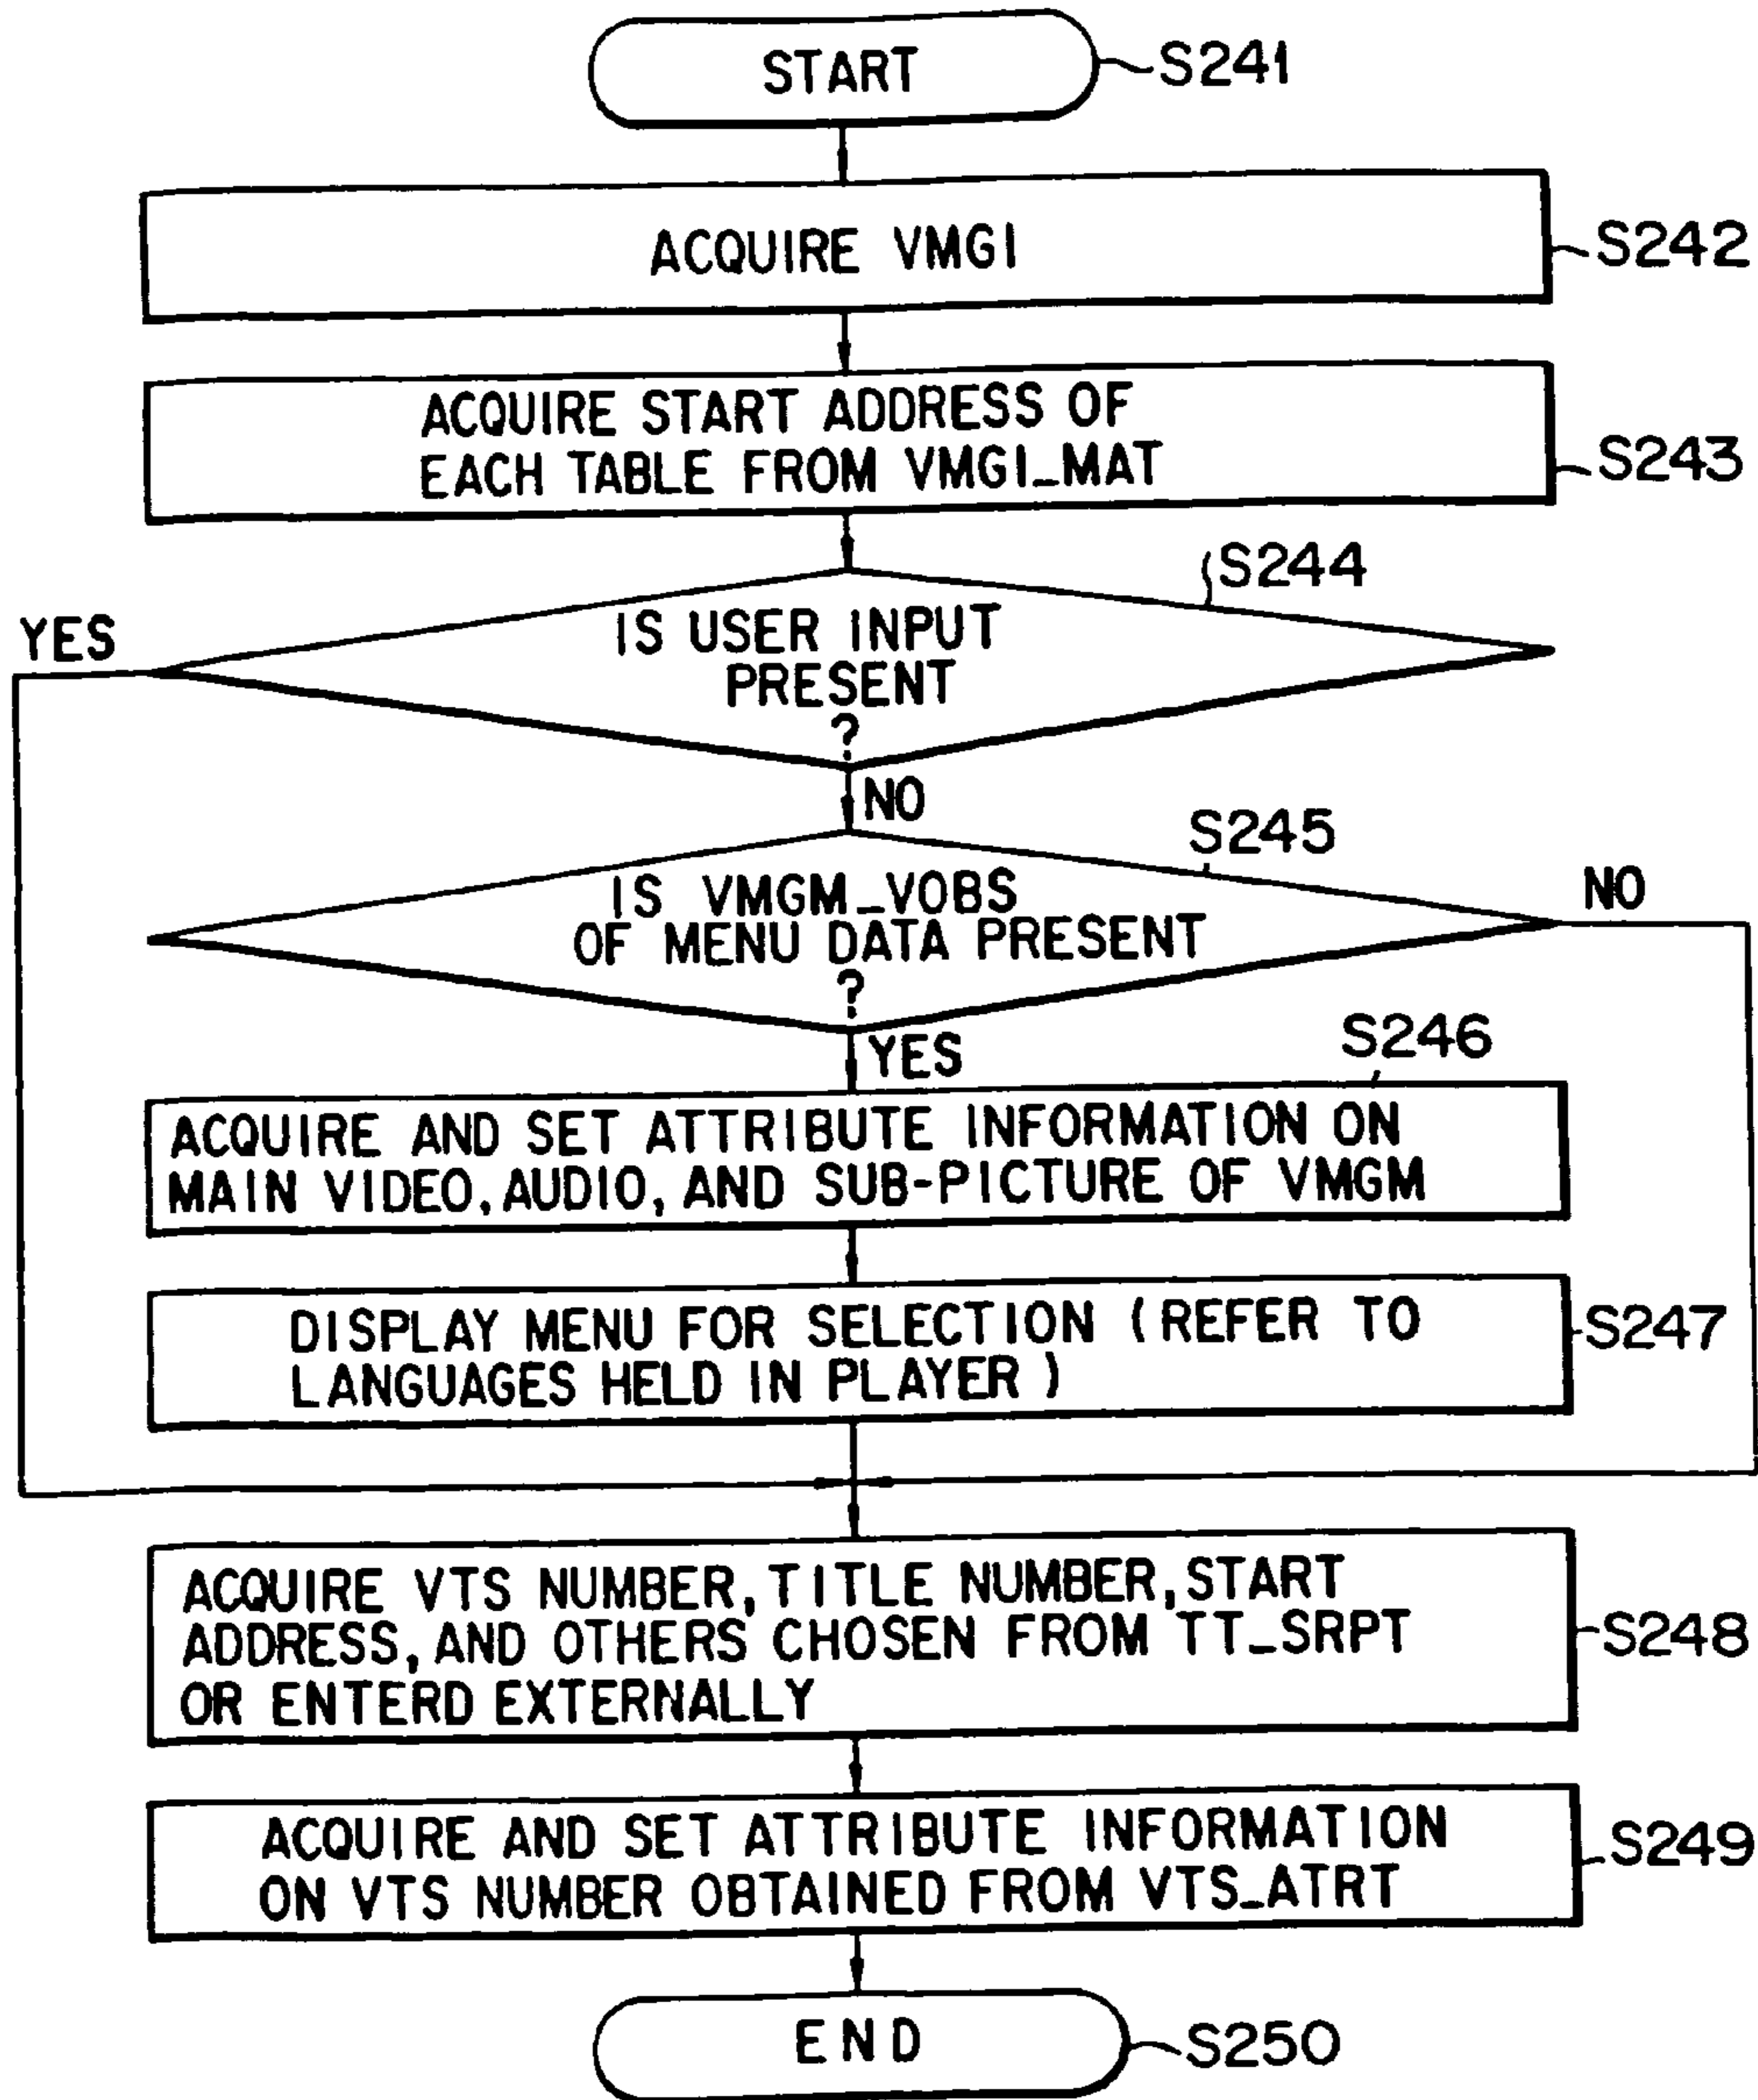 START
S241
ACQUIRE VMGI
S242
ACQUIRE START ADDRESS OF
EACH TABLE FROM VMGI_MAT
S243
S244
IS USER INPUT
PRESENT
?
YES
NO
S245
IS VMGM_VOBS
OF MENU DATA PRESENT
?
NO
YES
S246
ACQUIRE AND SET ATTRIBUTE INFORMATION ON
MAIN VIDEO, AUDIO, AND SUB-PICTURE OF VMGM
DISPLAY MENU FOR SELECTION (REFER TO
LANGUAGES HELD IN PLAYER)
S247
ACQUIRE VTS NUMBER, TITLE NUMBER, START
ADDRESS, AND OTHERS CHOSEN FROM TT_SRPT
OR ENTERD EXTERNALLY
S248
ACQUIRE AND SET ATTRIBUTE INFORMATION
ON VTS NUMBER OBTAINED FROM VTS_ATRT
S249
END
S250